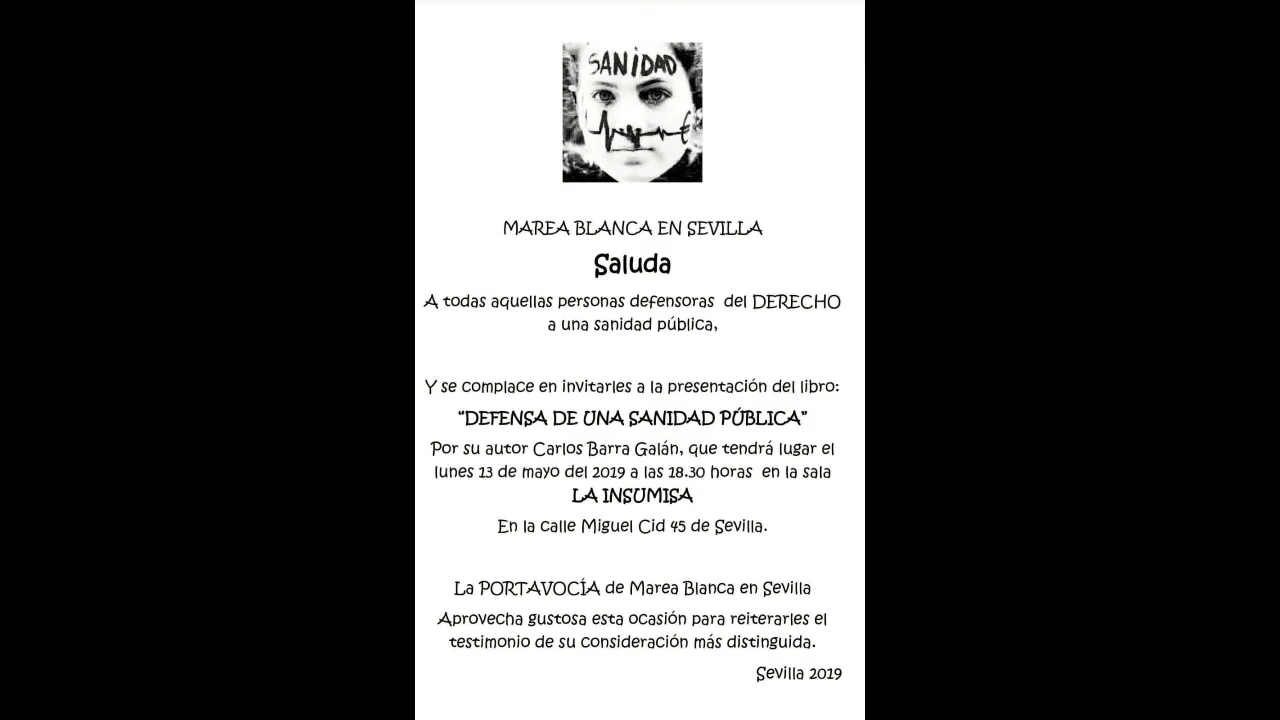 SANiDAD
€
MAREA BLANCA EN SEVILLA
Saluda
A todas aquellas personas defensoras del DERECHO
a una sanidad pública,
Y se complace en invitarles a la presentación del libro:
“DEFENSA DE UNA SANIDAD PÚBLICA”
Por su autor Carlos Barra Galán, que tendrá lugar el
lunes 13 de mayo del 2019 a las 18.30 horas en la sala
LA INSUMISA
En la calle Miguel Cid 45 de Sevilla.
La PORTAVOCÍA de Marea Blanca en Sevilla
Aprovecha gustosa esta ocasión para reiterarles el
testimonio de su consideración más distinguida.
Sevilla 2019